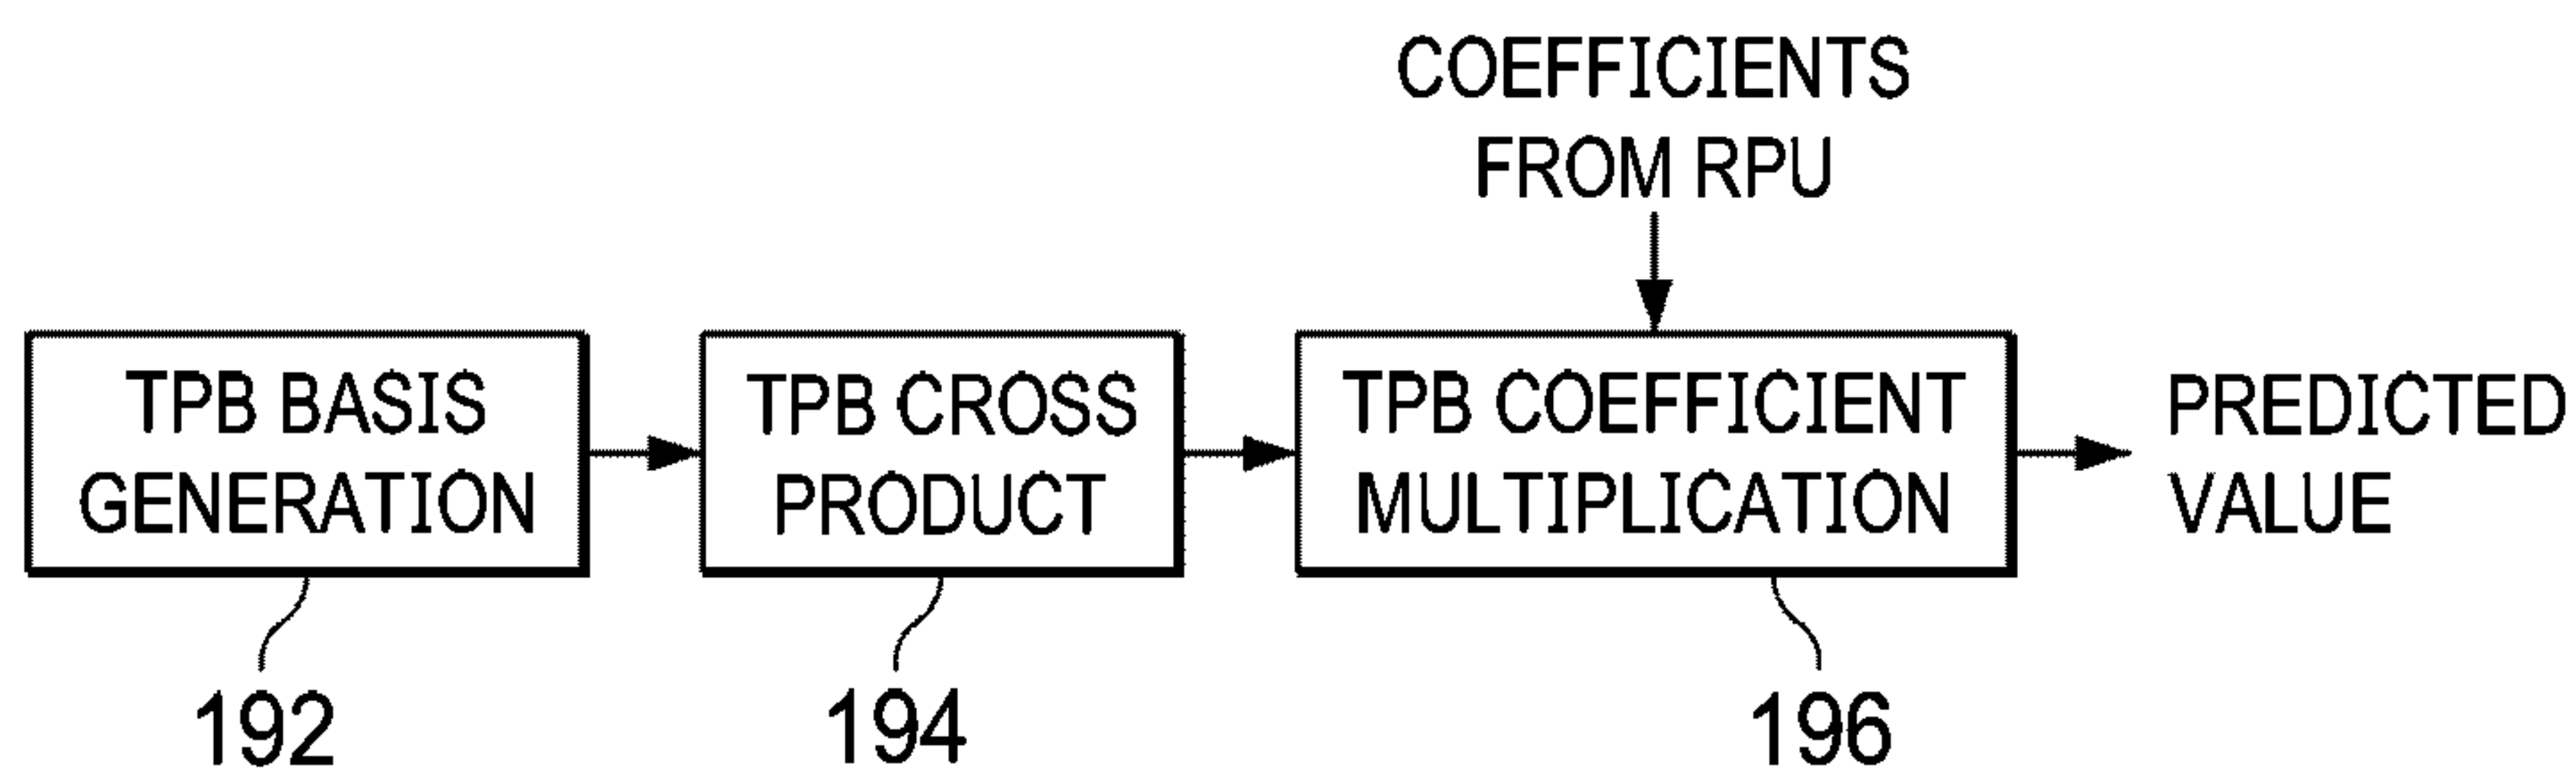 COEFFICIENTS
FROM RPU
TPB BASIS
GENERATION
TPB CROSS
PRODUCT
TPB COEFFICIENT
MULTIPLICATION
PREDICTED
VALUE
192
194
196